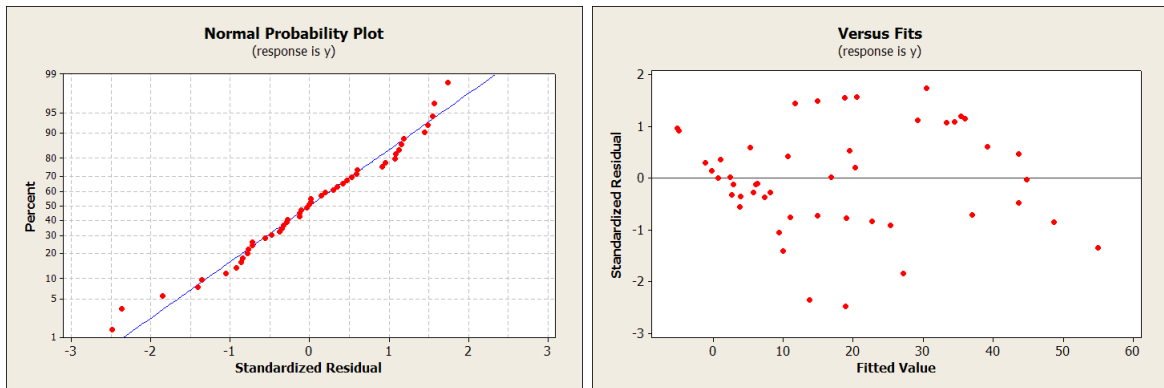 Normal Probability Plot
(response is y)
Percent
99
95
90
80
70
60
50
40
30
20
10
5
1
-3 -2 -1 0 1 2 3
Standardized Residual
Versus Fits
(response is y)
Standardized Residual
2
1
0
-1
-2
-3
0 10 20 30 40 50 60
Fitted Value